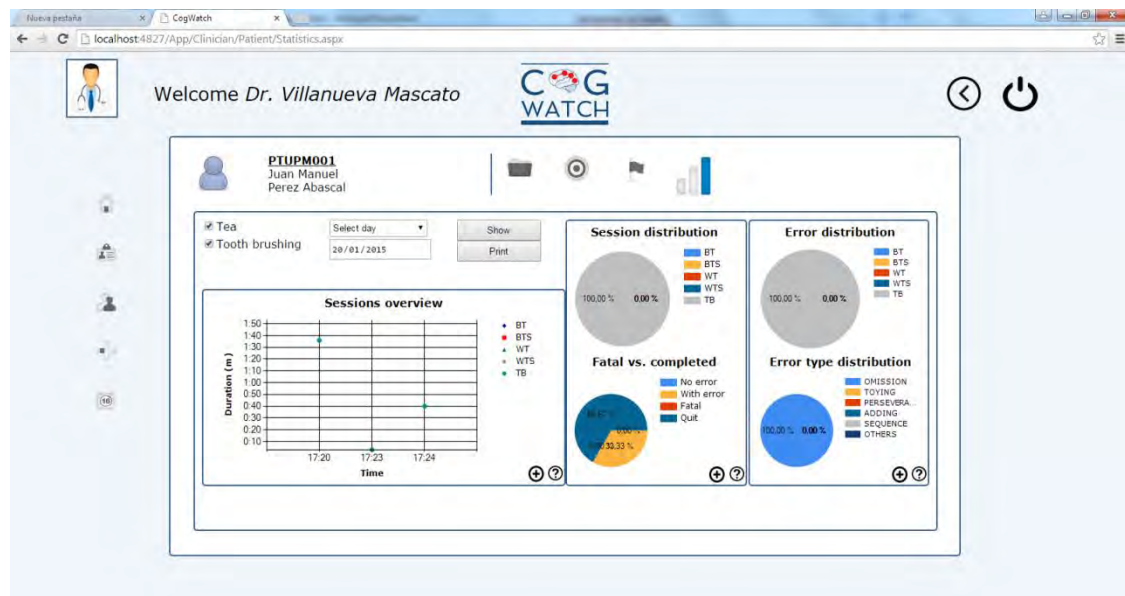 Nueva pestaña
CogWatch
localhost:4827/App/Clinician/Patient/Statistics.aspx
Welcome Dr. Villanueva Mascato
COG
WATCH
PTUPM001
Juan Manuel
Perez Abascal
Tea
Tooth brushing
Select day
20/01/2015
Show
Print
Sessions overview
Duration (m)
1:50
1:40
1:30
1:20
1:10
1:00
0:50
0:40
0:30
0:20
0:10
17:20 17:23 17:24
Time
BT
BTS
WT
WTS
TB
Session distribution
100,00 % 0,00 %
BT
BTS
WT
WTS
TB
Fatal vs. completed
33,33 %
No error
With error
Fatal
Quit
Error distribution
100,00 % 0,00 %
BT
BTS
WT
WTS
TB
Error type distribution
100,00 % 0,00 %
OMISSION
TOYING
PERSEVERA...
ADDING
SEQUENCE
OTHERS